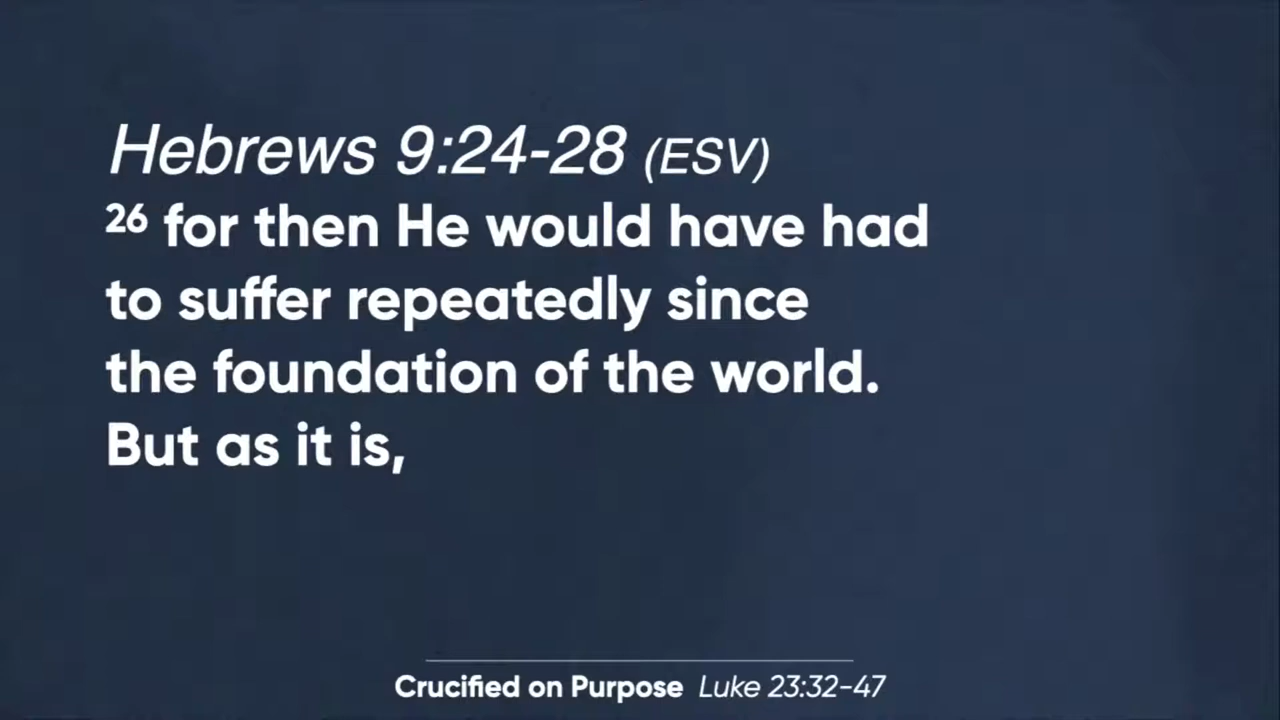 Hebrews 9:24-28 (ESV)
26 for then He would have had
to suffer repeatedly since
the foundation of the world.
But as it is,
Crucified on Purpose Luke 23:32-47